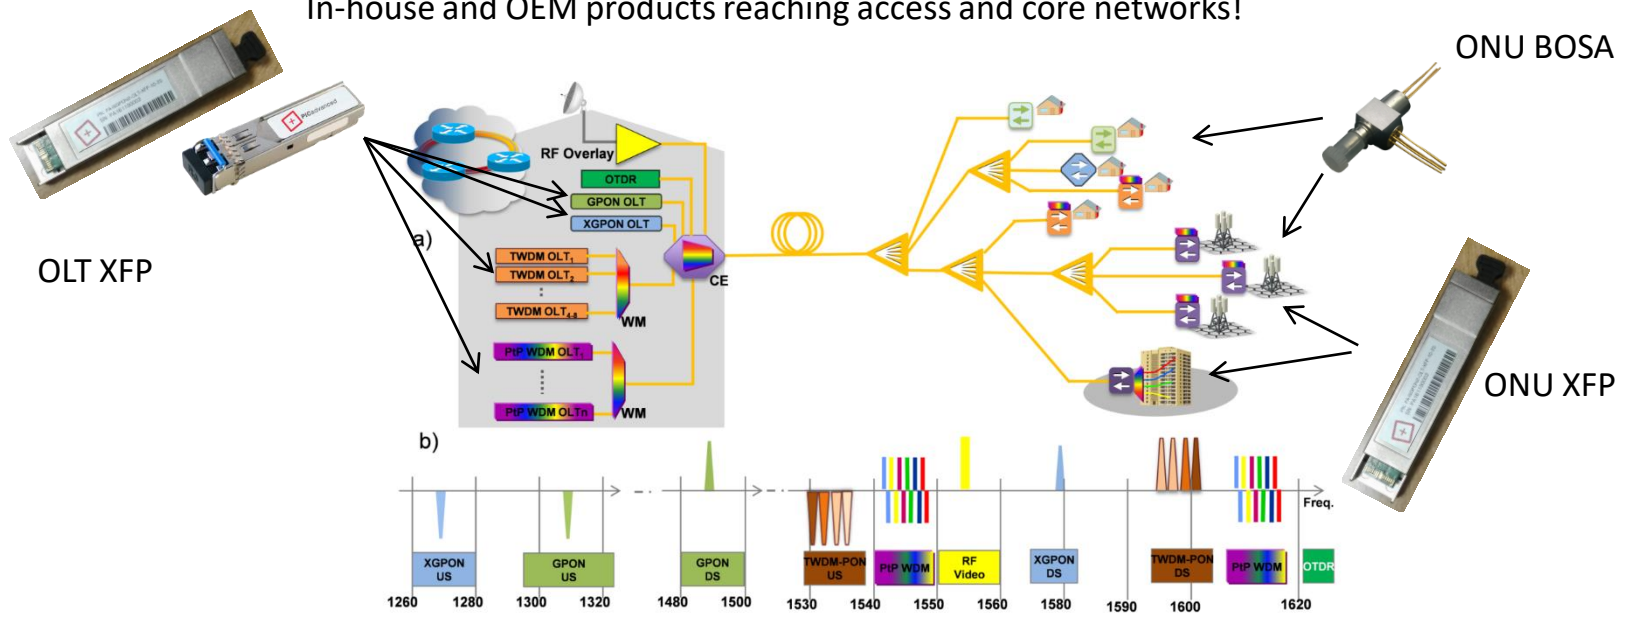 In-house and OEM products reaching access and core networks!
ONU BOSA
PICadvanced
RF Overlay
OTDR
GPON OLT
XGPON OLT
a)
OLT XFP
TWDM OLT1
TWDM OLT2
CE
TWDM OLT4-8
WM
PtP WDM OLT1
ONU XFP
PtP WDM OLTn
WM
b)
Freq.
XGPON
US
GPON
US
GPON
DS
TWDM-PON
US
PtP WDM
RF
Video
XGPON
DS
TWDM-PON
DS
PtP WDM
OTDR
1260 1280 1300 1320 1480 1500 1530 1540 1550 1560 1580 1590 1600 1620